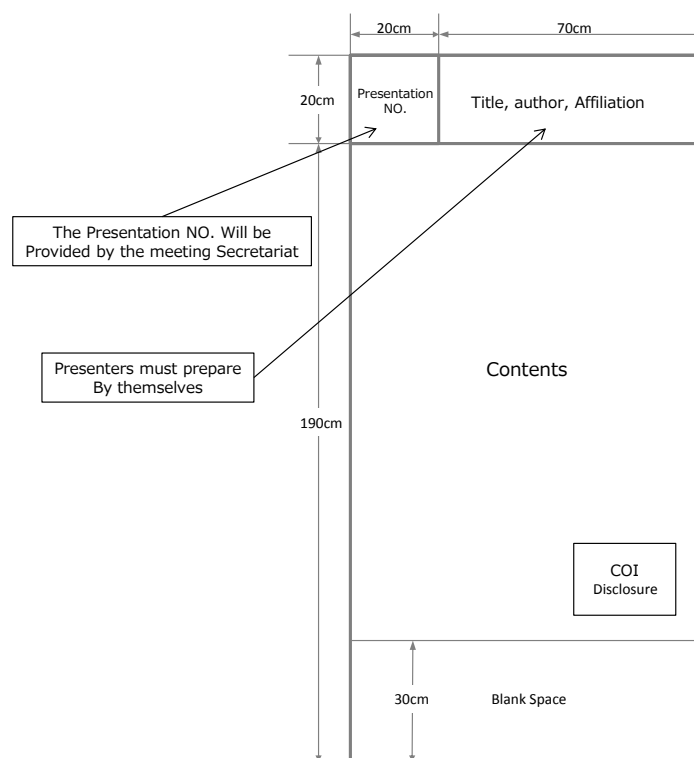 20cm
70cm
20cm
Presentation
NO.
Title, author, Affiliation
The Presentation NO. Will be
Provided by the meeting Secretariat
Presenters must prepare
By themselves
Contents
190cm
COI
Disclosure
30cm
Blank Space